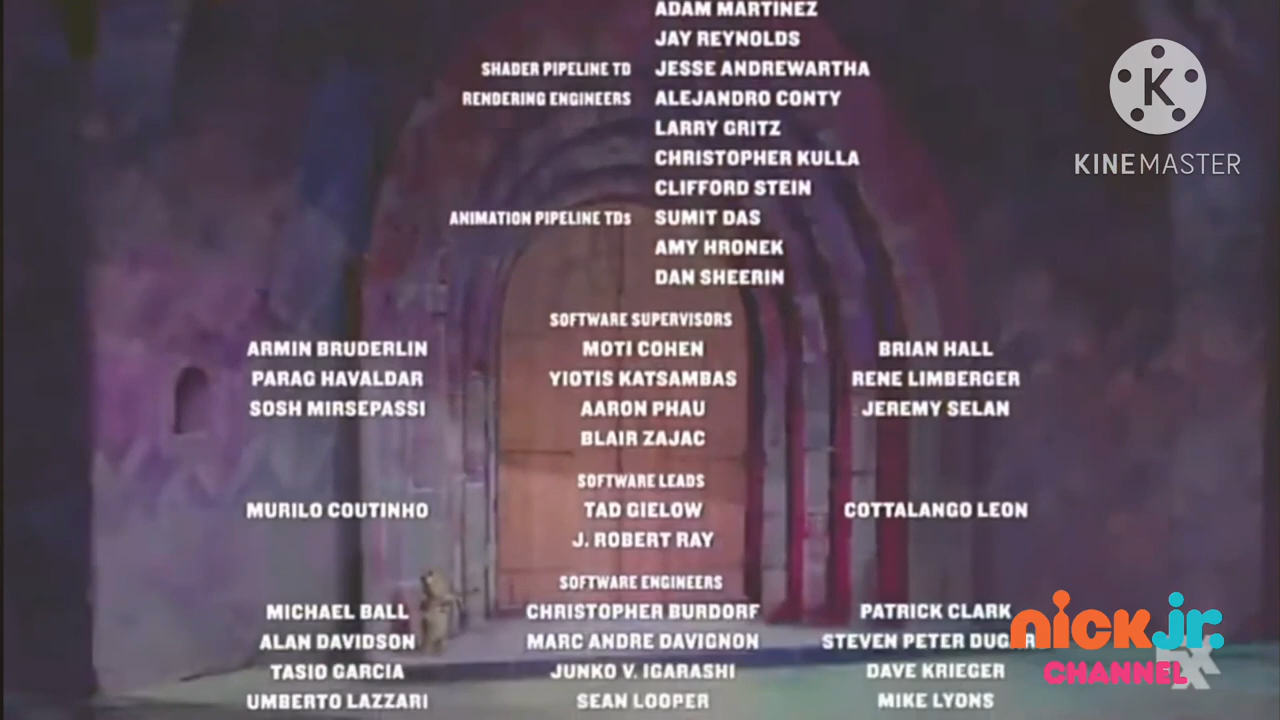 ADAM MARTINEZ
JAY REYNOLDS
SHADER PIPELINE TD JESSE ANDREWARTHA
RENDERING ENGINEERS ALEJANDRO CONTY
LARRY GRITZ
CHRISTOPHER KULLA
CLIFFORD STEIN
ANIMATION PIPELINE TDs SUMIT DAS
AMY HRONEK
DAN SHEERIN
SOFTWARE SUPERVISORS
ARMIN BRUDERLIN MOTI COHEN BRIAN HALL
PARAG HAVALDAR YIOTIS KATSAMBAS RENE LIMBERGER
SOSH MIRSEPASSI AARON PHAU JEREMY SELAN
BLAIR ZAJAC
SOFTWARE LEADS
MURILO COUTINHO TAD GIELOW COTTALANGO LEON
J. ROBERT RAY
SOFTWARE ENGINEERS
MICHAEL BALL CHRISTOPHER BURDORF PATRICK CLARK
ALAN DAVIDSON MARC ANDRE DAVIGNON STEVEN PETER
TASIO GARCIA JUNKO V. IGARASHI DAVE KRIEGER
UMBERTO LAZZARI SEAN LOOPER MIKE LYONS
K
KINEMASTER
nick jr.
CHANNEL